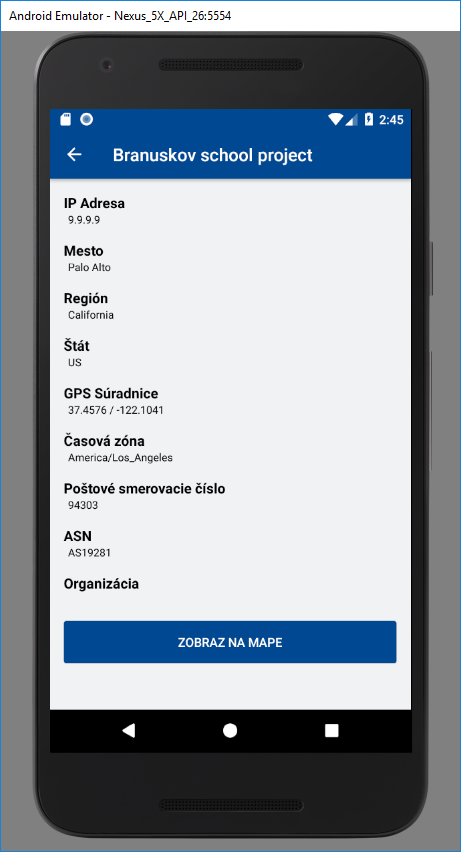 Android Emulator - Nexus_5X_API_26:5554
2:45
Branuskov school project
IP Adresa
9.9.9.9
Mesto
Palo Alto
Región
California
Štát
US
GPS Súradnice
37.4576 / -122.1041
Časová zóna
America/Los_Angeles
Poštové smerovacie číslo
94303
ASN
AS19281
Organizácia
ZOBRAZ NA MAPE